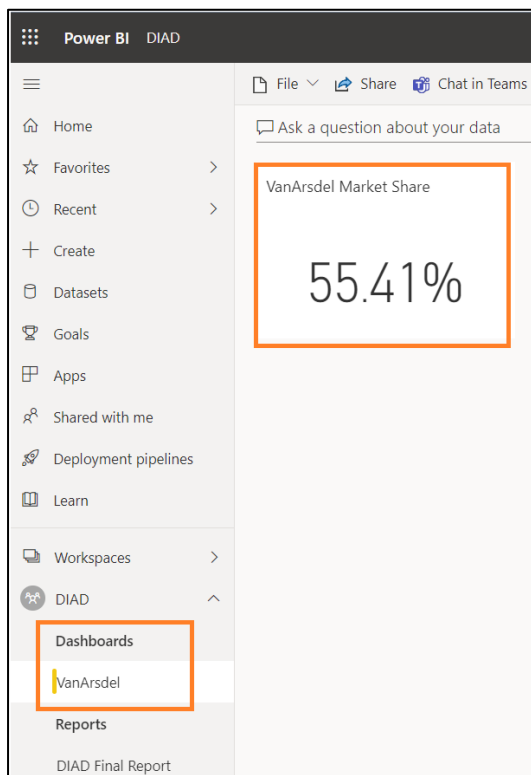 Power BI DIAD
File Share Chat in Teams
Home
Ask a question about your data
Favorites
VanArsdel Market Share
Recent
Create
55.41%
Datasets
Goals
Apps
Shared with me
Deployment pipelines
Learn
Workspaces
DIAD
Dashboards
VanArsdel
Reports
DIAD Final Report